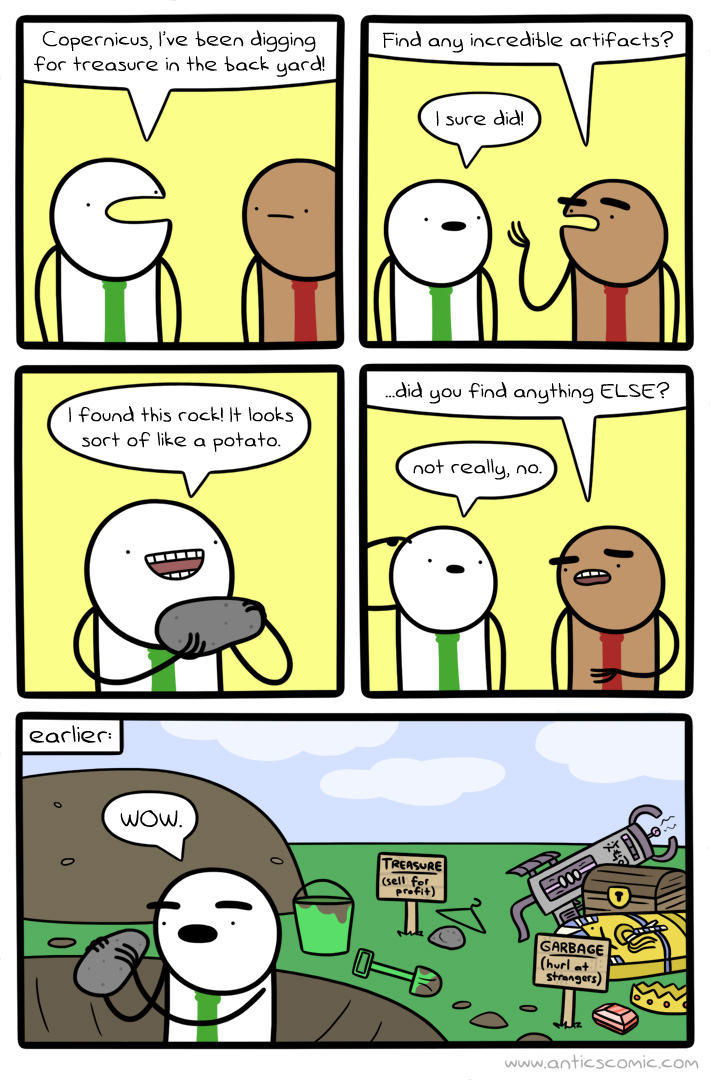 Copernicus, I've been digging
for treasure in the back yard!
Find any incredible artifacts?
I sure did!
I found this rock! It looks
sort of like a potato.
...did you find anything ELSE?
not really, no.
earlier:
WOW.
TREASURE
(sell for
profit)
GARBAGE
(hurl at
strangers)
www.anticscomic.com